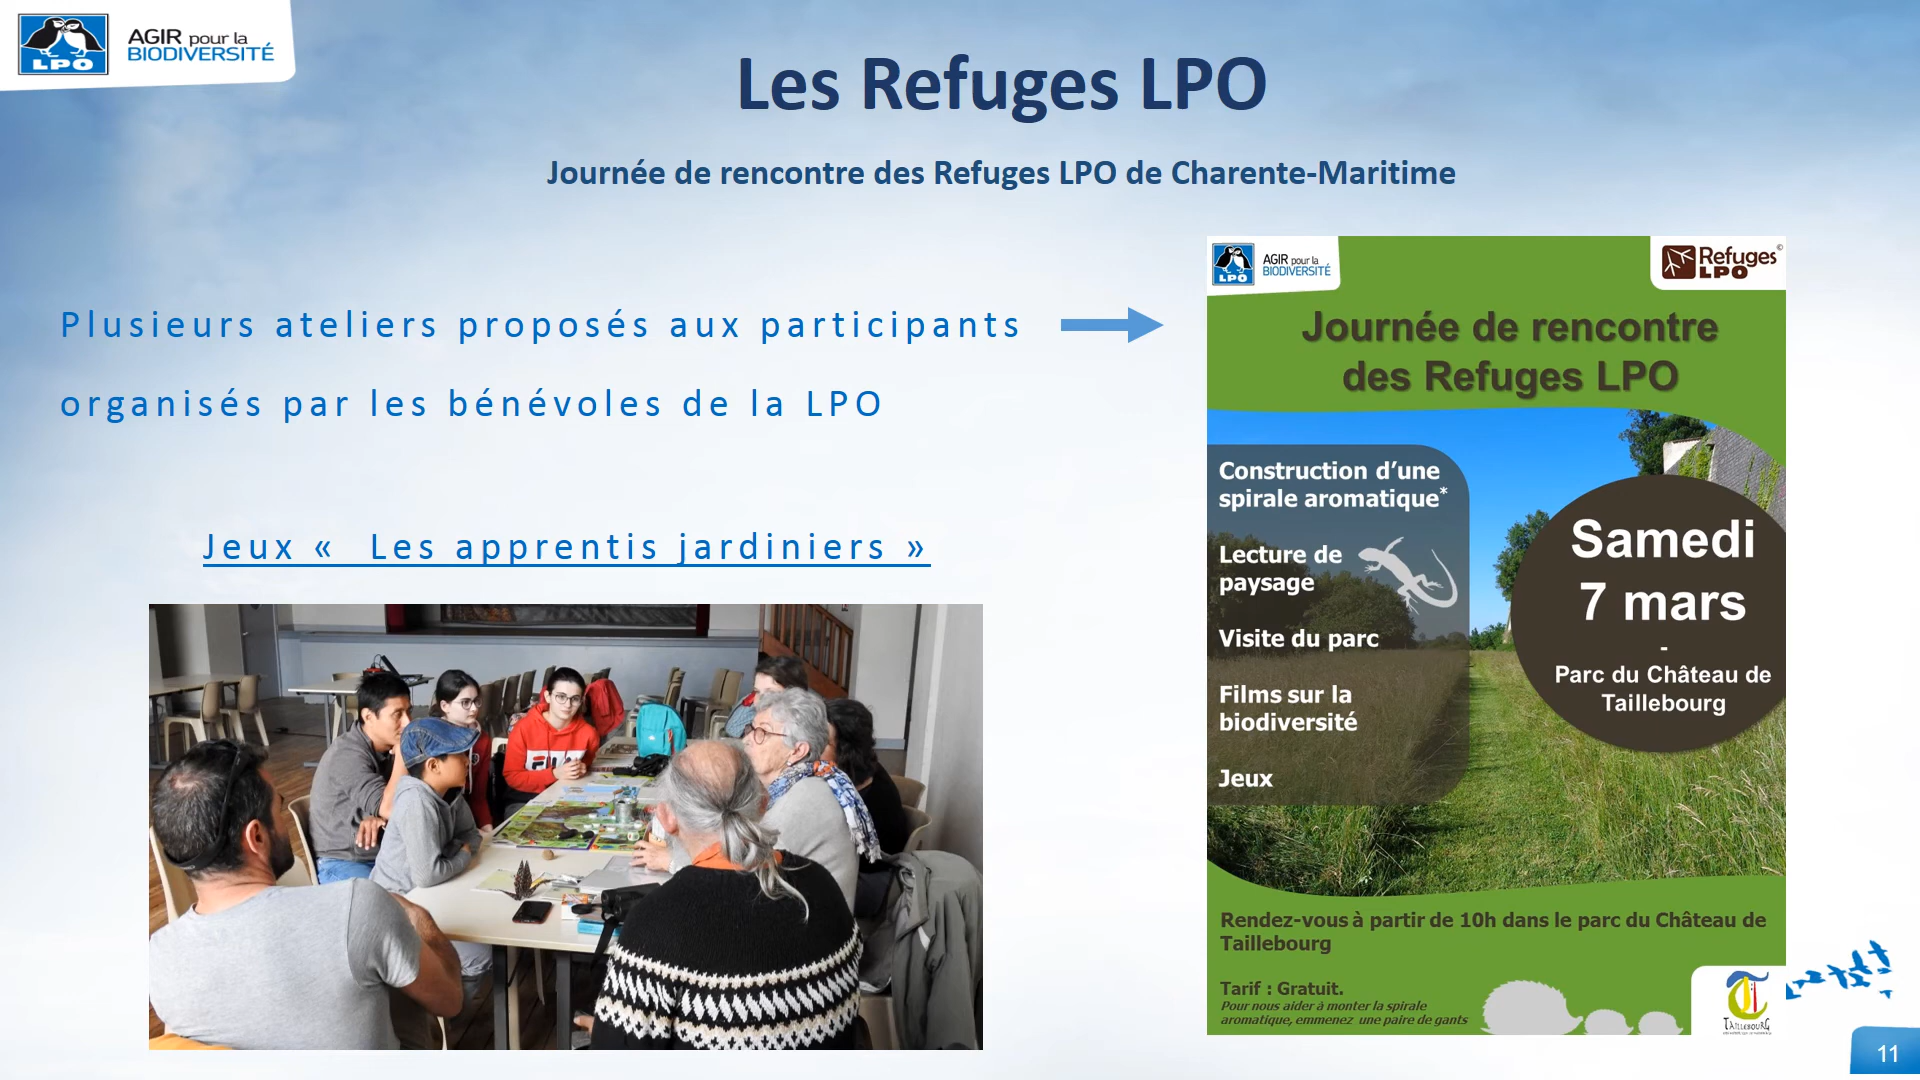 AGIR pour la
BIODIVERSITÉ
LPO
Les Refuges LPO
Journée de rencontre des Refuges LPO de Charente-Maritime
Plusieurs ateliers proposés aux participants
organisés par les bénévoles de la LPO
Jeux « Les apprentis jardiniers »
FILA
AGIR pour la
BIODIVERSITÉ
LPO
Refuges©
LPO
Journée de rencontre
des Refuges LPO
Construction d’une
spirale aromatique*
Lecture de
paysage
Visite du parc
Films sur la
biodiversité
Jeux
Samedi
7 mars
-
Parc du Château de
Taillebourg
Rendez-vous à partir de 10h dans le parc du Château de
Taillebourg
Tarif : Gratuit.
Pour nous aider à monter la spirale
aromatique, emmenez une paire de gants
TAILLEBOURG
11